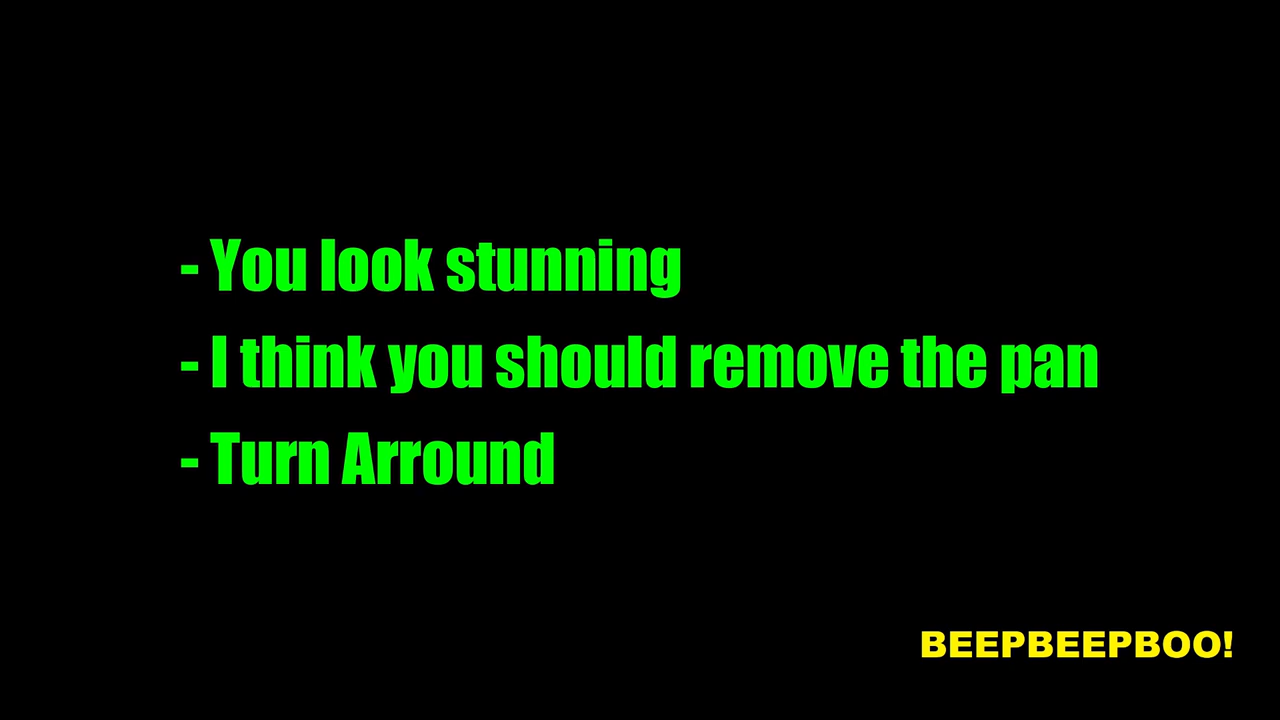 - You look stunning
- I think you should remove the pan
- Turn Arround
BEEPBEEPBOO!